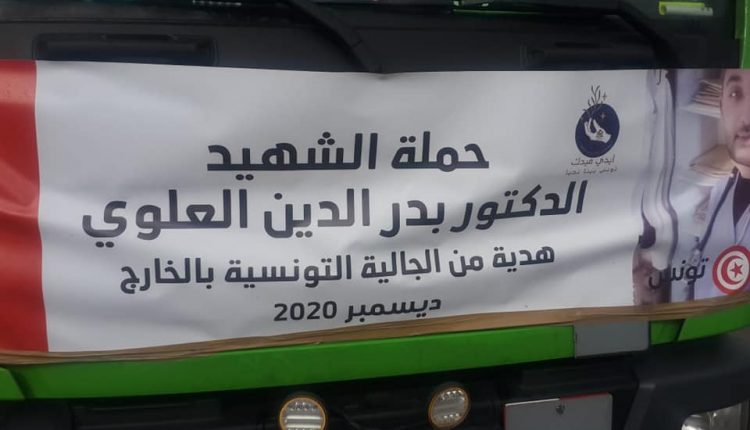 حملة الشهيد
الدكتور بدر الدين العلوي
هدية من الجالية التونسية بالخارج
ديسمبر 2020
تونس